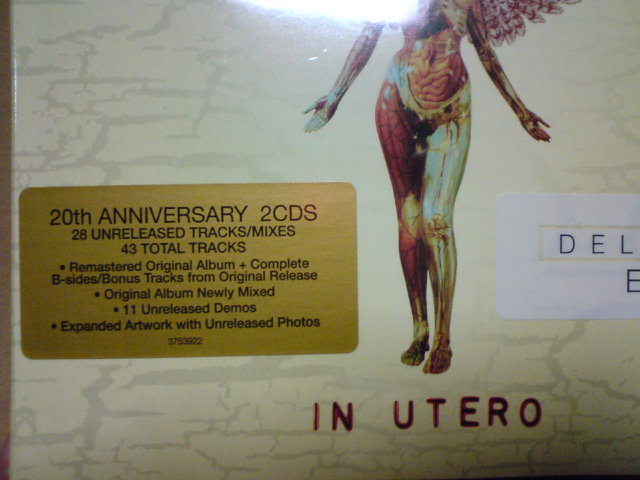 20th ANNIVERSARY 2CDS
28 UNRELEASED TRACKS/MIXES
43 TOTAL TRACKS
• Remastered Original Album + Complete
B-sides/Bonus Tracks from Original Release
• Original Album Newly Mixed
• 11 Unreleased Demos
• Expanded Artwork with Unreleased Photos
3753922
DEL
E
IN UTERO